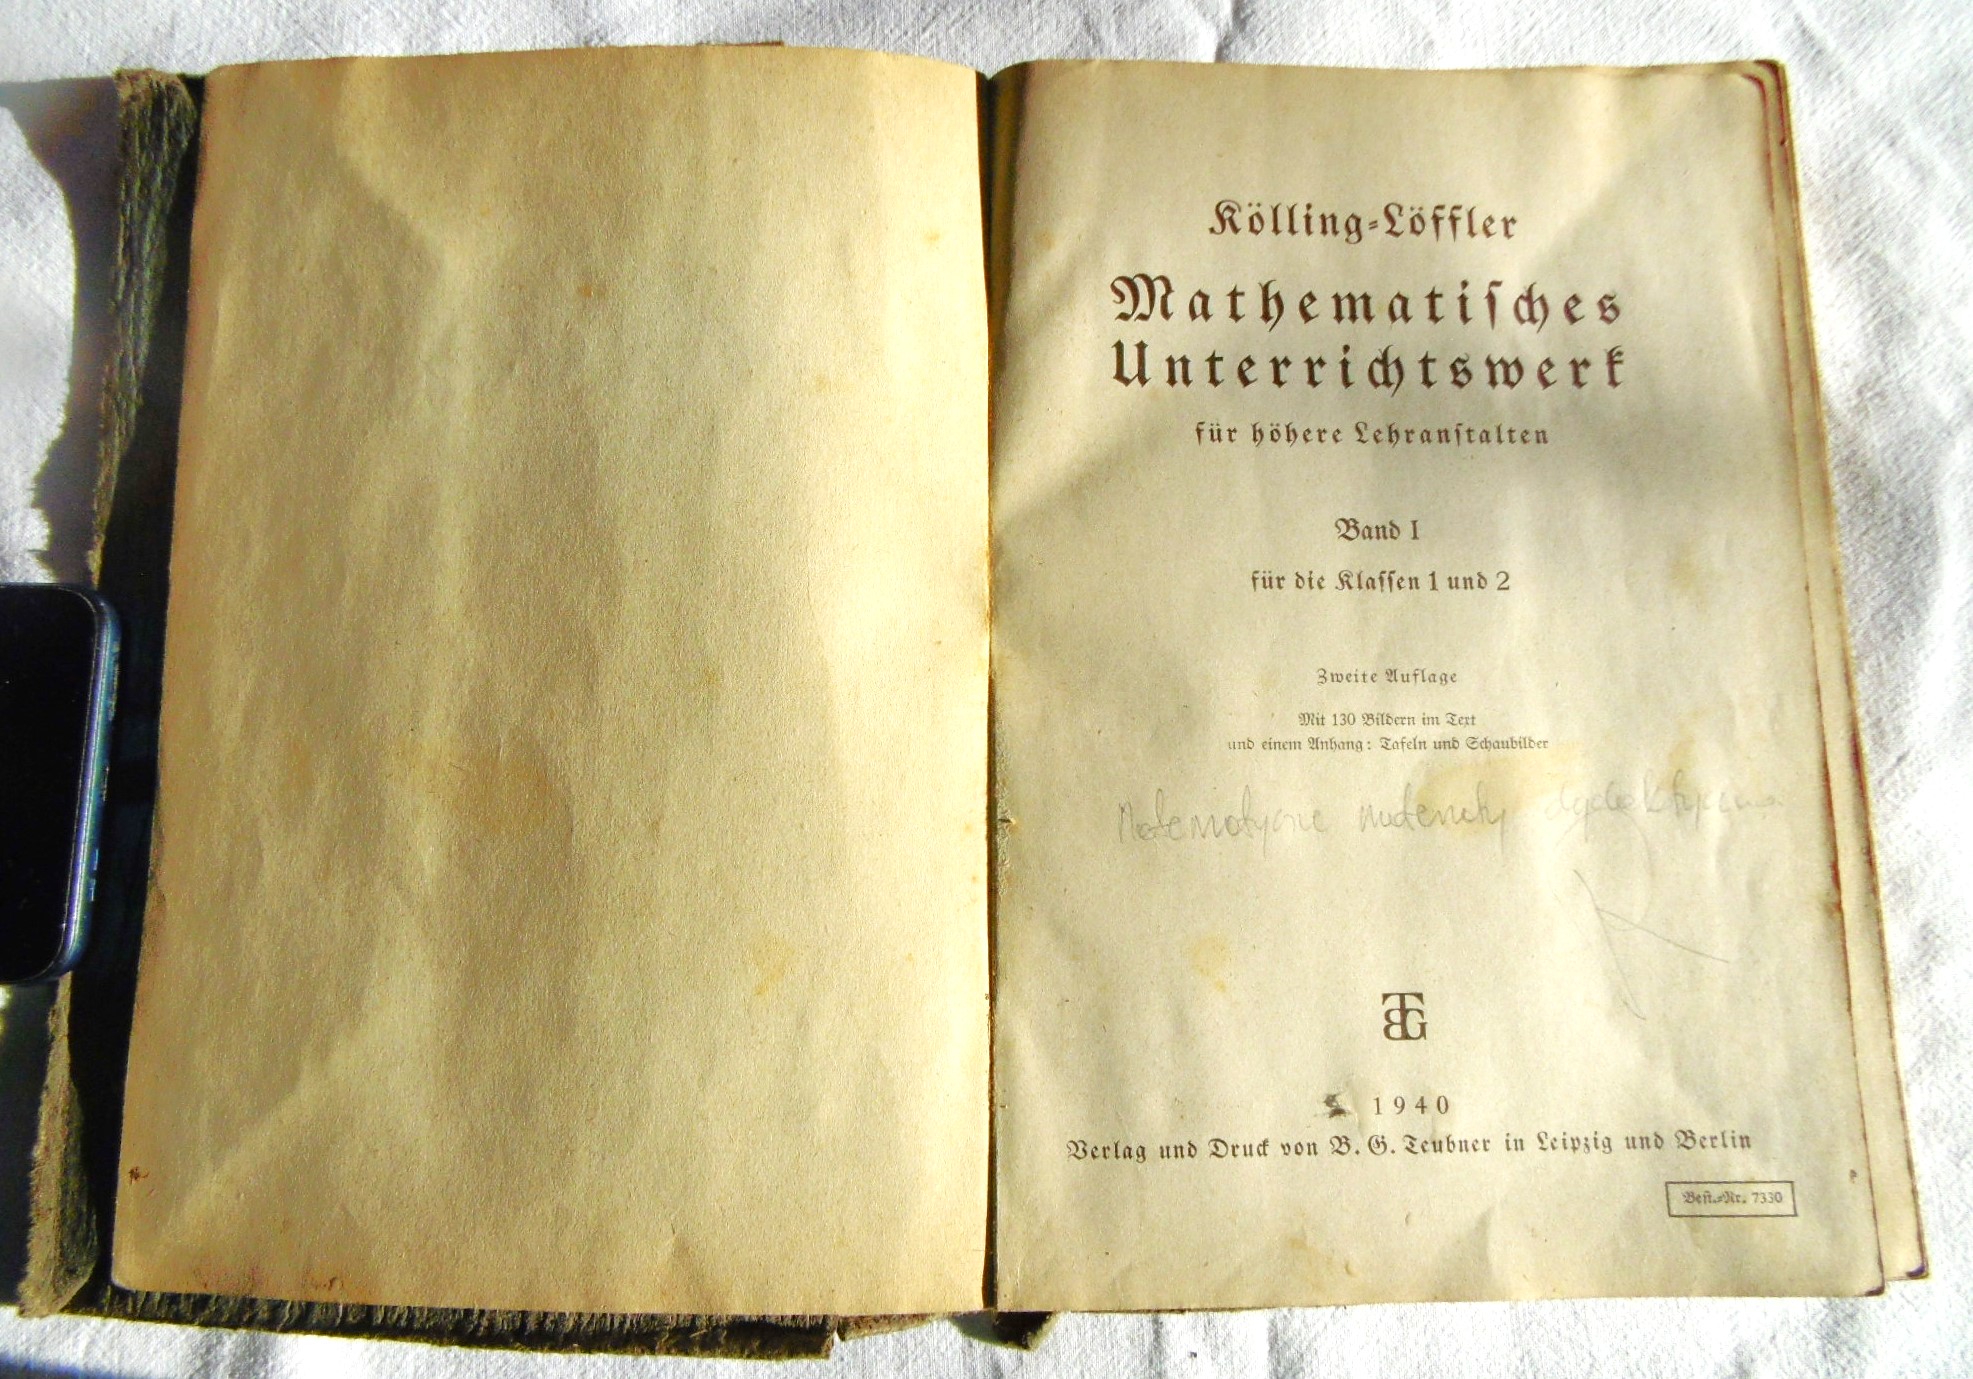 Kölling-Löffler
Mathematiſches
Unterrichtswerk
für höhere Lehranſtalten
Band I
für die Klaſſen 1 und 2
Zweite Auflage
Mit 130 Bildern im Text
und einem Anhang: Tafeln und Schaubilder
BTG
1940
Verlag und Druck von B. G. Teubner in Leipzig und Berlin
Beſt.-Nr. 7330